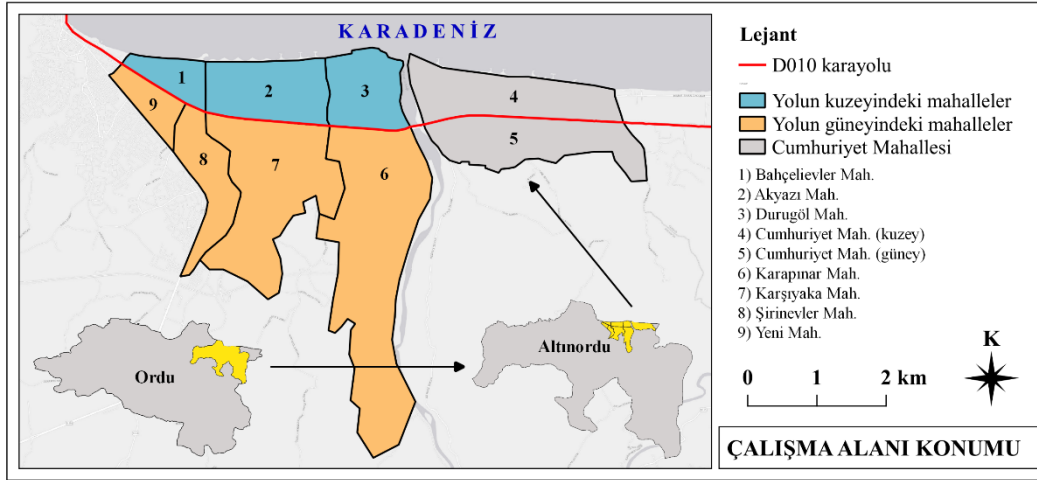 KARADENİZ
1
2
3
4
5
6
7
8
9
Ordu
Altınordu
Lejant
D010 karayolu
Yolun kuzeyindeki mahalleler
Yolun güneyindeki mahalleler
Cumhuriyet Mahallesi
1) Bahçelievler Mah.
2) Akyazı Mah.
3) Durugöl Mah.
4) Cumhuriyet Mah. (kuzey)
5) Cumhuriyet Mah. (güney)
6) Karapınar Mah.
7) Karşıyaka Mah.
8) Şirinevler Mah.
9) Yeni Mah.
K
0 1 2 km
ÇALIŞMA ALANI KONUMU